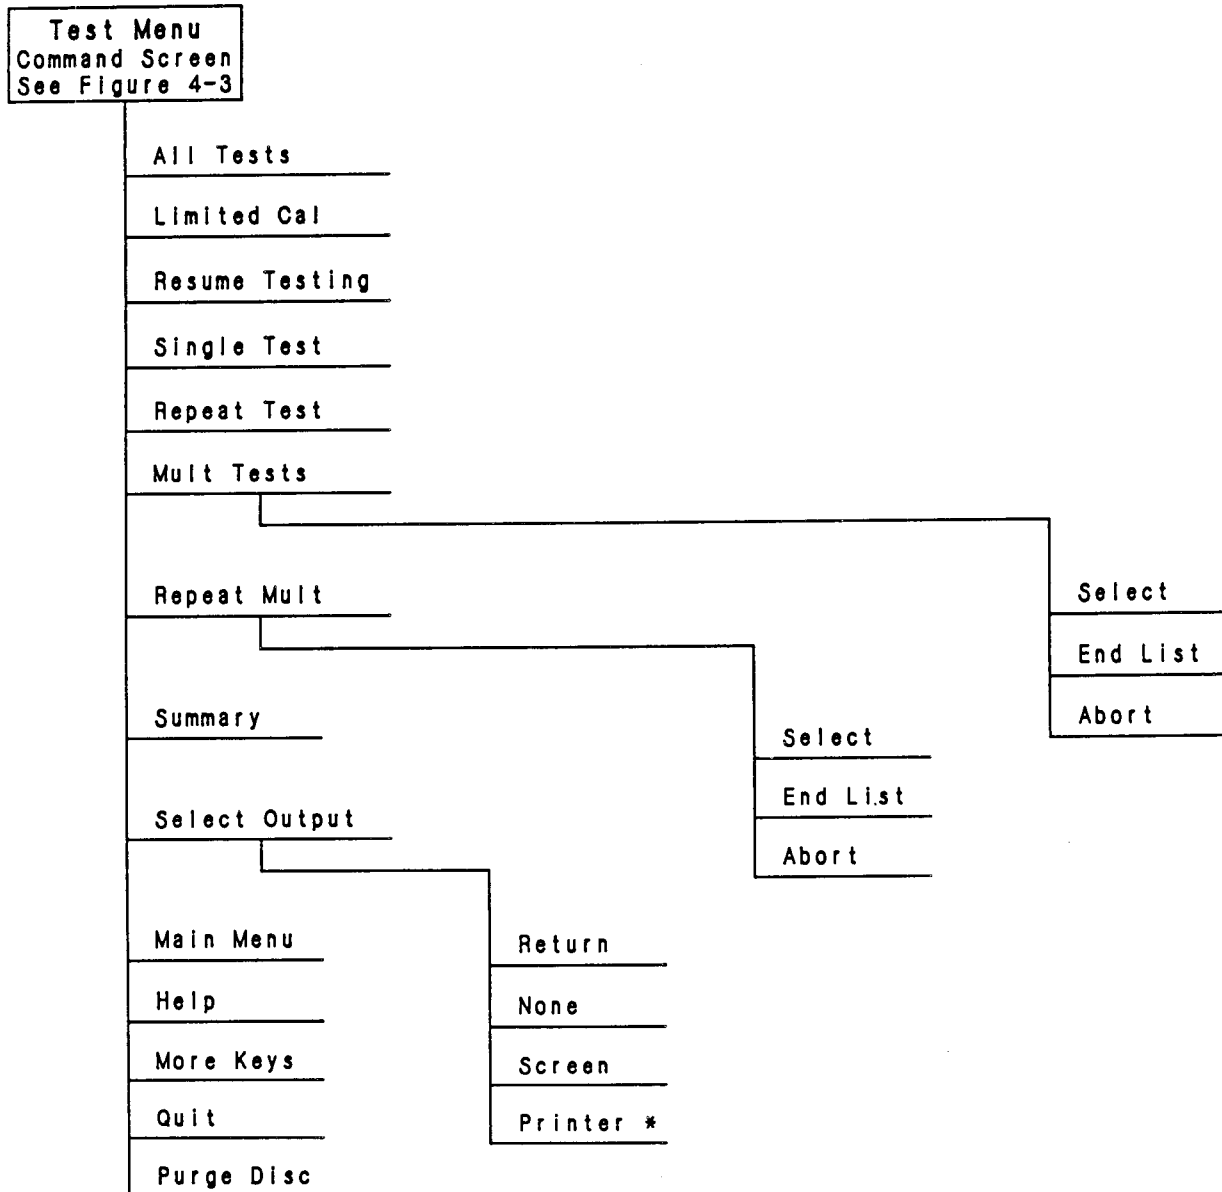 Test Menu
Command Screen
See Figure 4-3
All Tests
Limited Cal
Resume Testing
Single Test
Repeat Test
Mult Tests
Select
End List
Abort
Repeat Mult
Select
End List
Abort
Summary
Select Output
Return
None
Screen
Printer *
Main Menu
Help
More Keys
Quit
Purge Disc